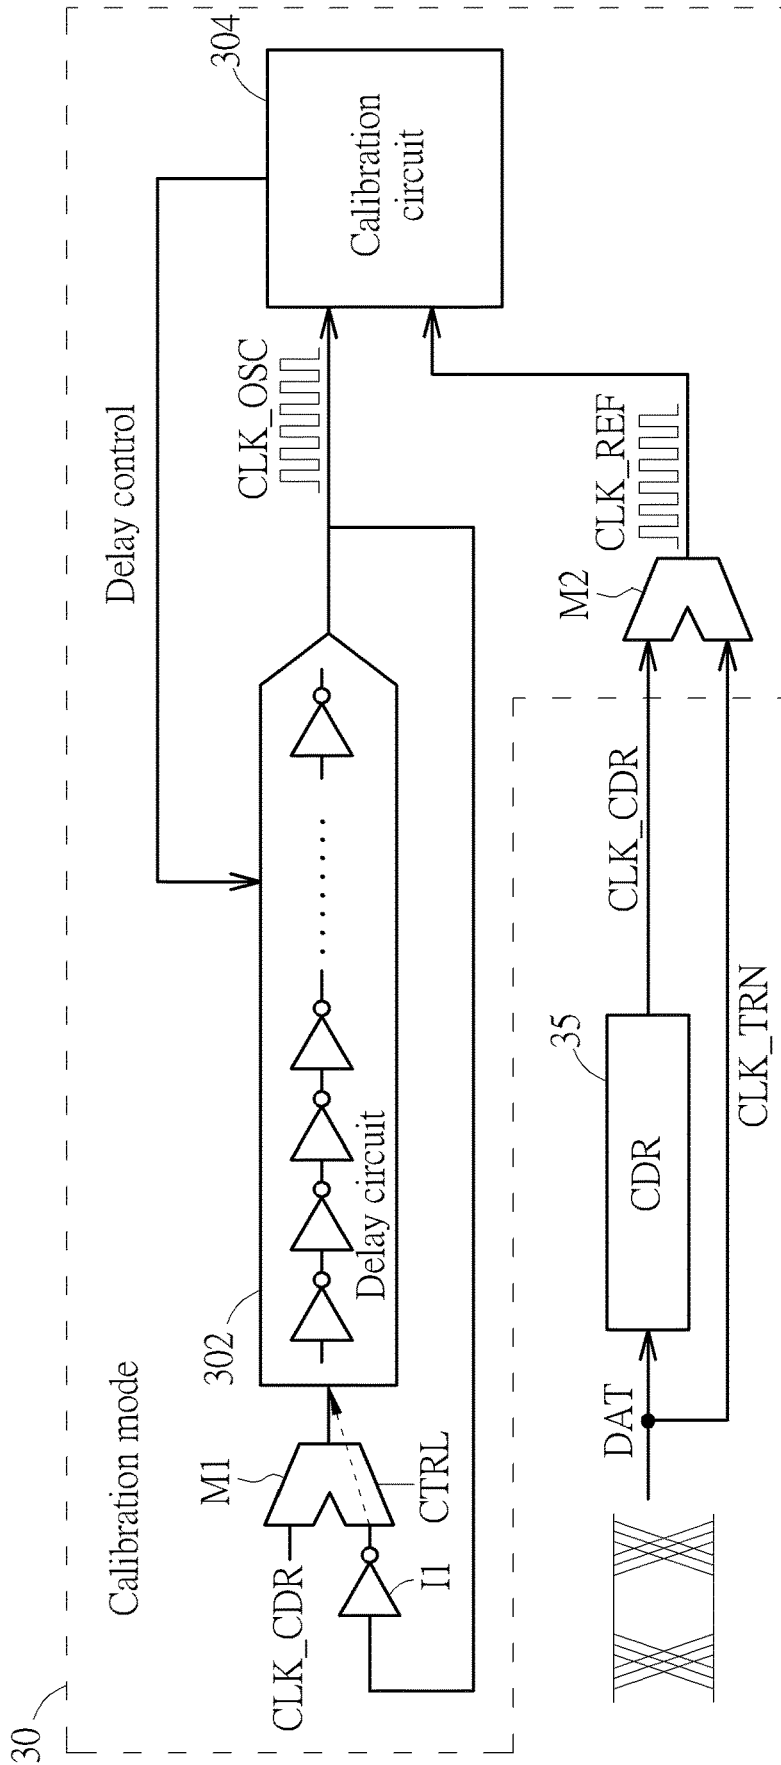 30
Calibration mode
Delay control
304
CLK_OSC
Calibration
circuit
302
Delay circuit
M1
CLK_CDR
I1
CTRL
DAT
35
CDR
CLK_CDR
CLK_TRN
M2
CLK_REF